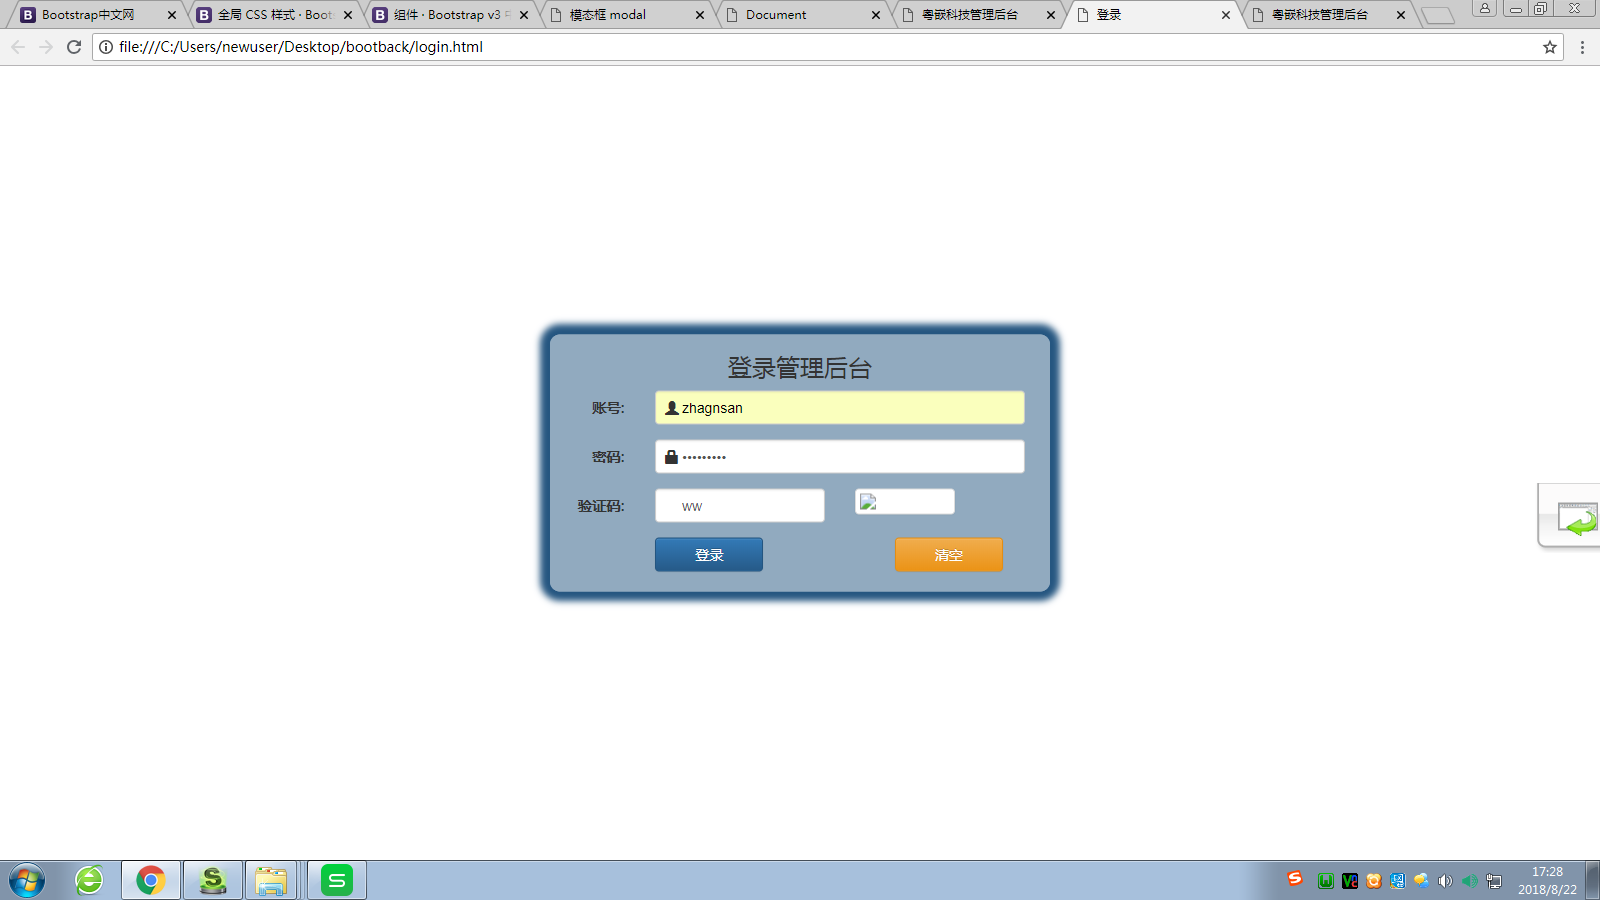 Bootstrap中文网
全局 CSS 样式 · Boot
组件 · Bootstrap v3
模态框 modal
Document
粤嵌科技管理后台
登录
粤嵌科技管理后台
file:///C:/Users/newuser/Desktop/bootback/login.html
登录管理后台
账号:
zhagnsan
密码:
•••••••••
验证码:
ww
登录
清空
17:28
2018/8/22